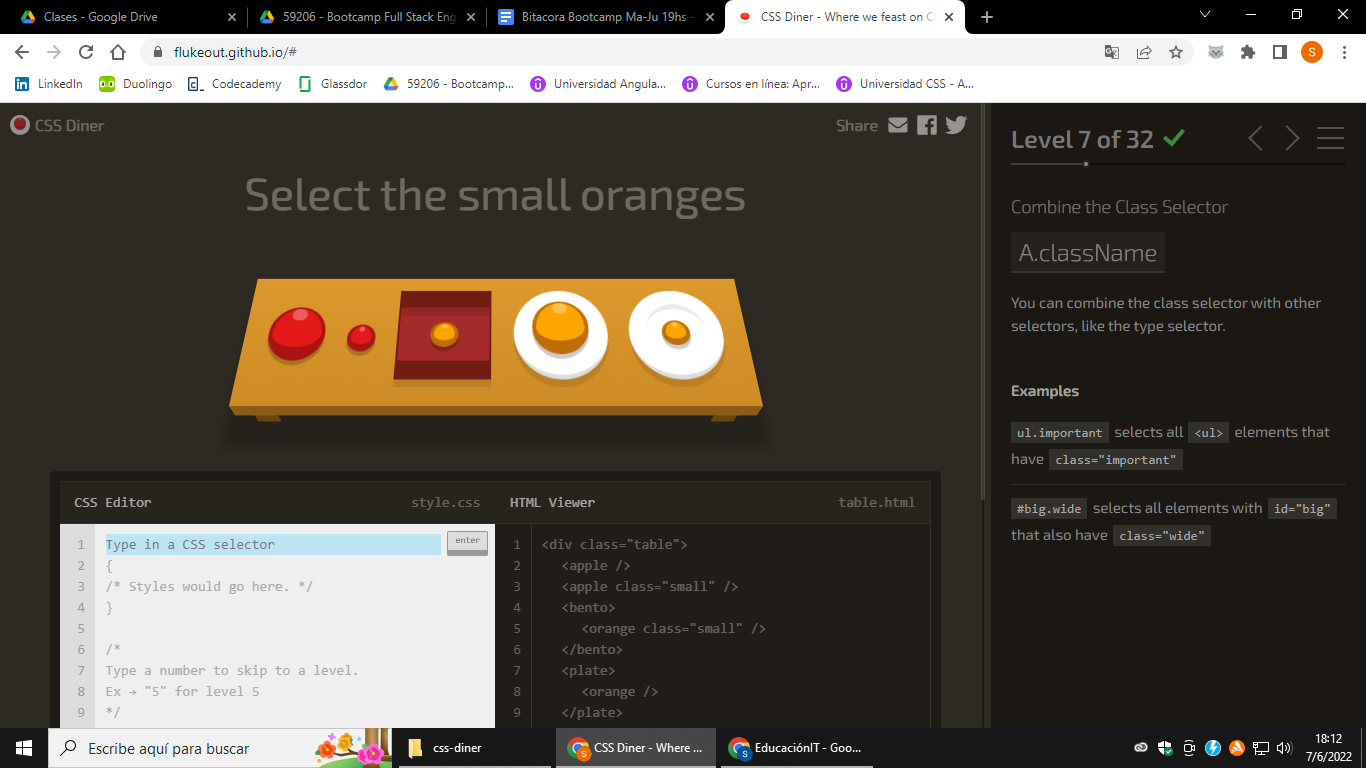 Clases - Google Drive
59206 - Bootcamp Full Stack Eng
Bitacora Bootcamp Ma-Ju 19hs -
CSS Diner - Where we feast on C
flukeout.github.io/#
S
LinkedIn
Duolingo
Codecademy
Glassdor
59206 - Bootcamp...
Universidad Angula...
Cursos en línea: Apr...
Universidad CSS - A...
CSS Diner
Share
Select the small oranges
CSS Editor
style.css
HTML Viewer
table.html
enter
1 Type in a CSS selector
2 {
3 /* Styles would go here. */
4 }
5
6 /*
7 Type a number to skip to a level.
8 Ex → "5" for level 5
9 */
1 <div class="table">
2 <apple />
3 <apple class="small" />
4 <bento>
5 <orange class="small" />
6 </bento>
7 <plate>
8 <orange />
9 </plate>
Level 7 of 32
Combine the Class Selector
A.className
You can combine the class selector with other
selectors, like the type selector.
Examples
ul.important selects all <ul> elements that
have class="important"
#big.wide selects all elements with id="big"
that also have class="wide"
Escribe aquí para buscar
css-diner
CSS Diner - Where ...
EducaciónIT - Goo...
18:12
7/6/2022